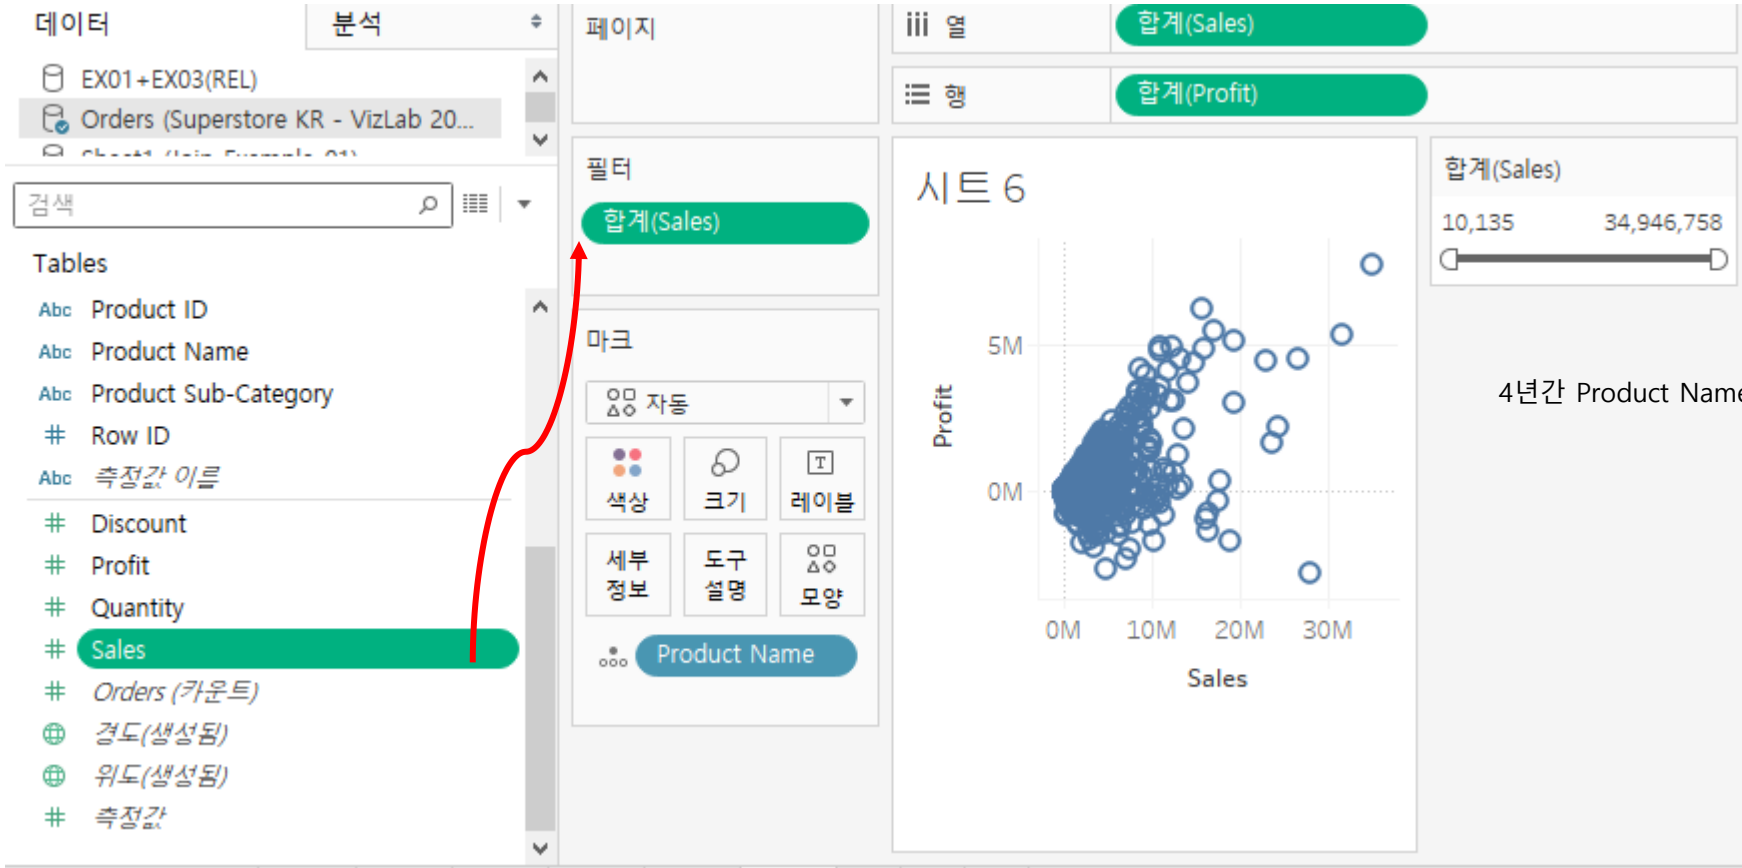 데이터
분석
EX01+EX03(REL)
Orders (Superstore KR - VizLab 20...
검색
Tables
Abc Product ID
Abc Product Name
Abc Product Sub-Category
# Row ID
Abc 측정값 이름
# Discount
# Profit
# Quantity
# Sales
# Orders (카운트)
경도(생성됨)
위도(생성됨)
# 측정값
페이지
필터
합계(Sales)
마크
자동
색상
크기
T
레이블
세부
정보
도구
설명
모양
Product Name
iii 열
합계(Sales)
행
합계(Profit)
시트 6
5M
0M
Profit
0M 10M 20M 30M
Sales
합계(Sales)
10,135 34,946,758
4년간 Product Name